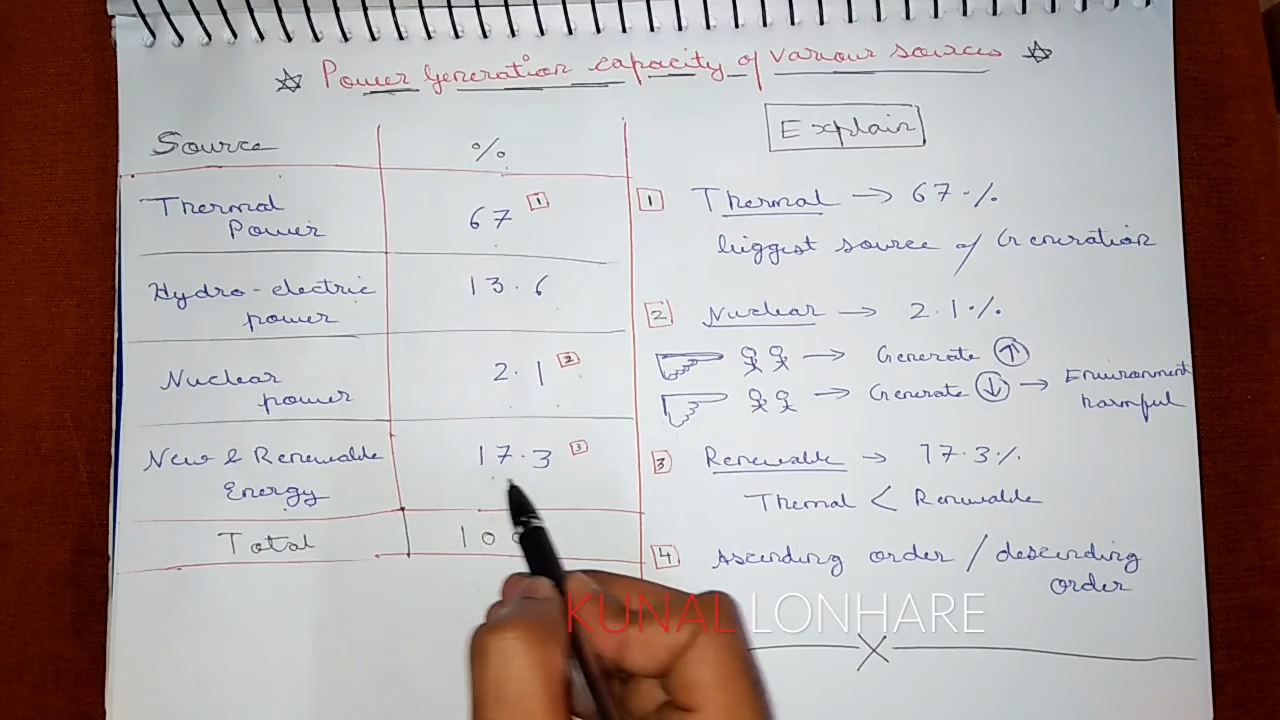 Power Generation capacity of various sources
Source %
Thermal
Power
67 1
Hydro-electric
power
13.6
Nuclear
power
2.1 2
New & Renewable
Energy
17.3 3
Total 100
Explain
1 Thermal → 67%
biggest source of Generation
2 Nuclear → 2.1%
→ Generate ↑
→ Generate ↓ → Environment
harmful
3 Renewable → 17.3%
Thermal < Renewable
4 Ascending order / descending
order
KUNAL LONHARE